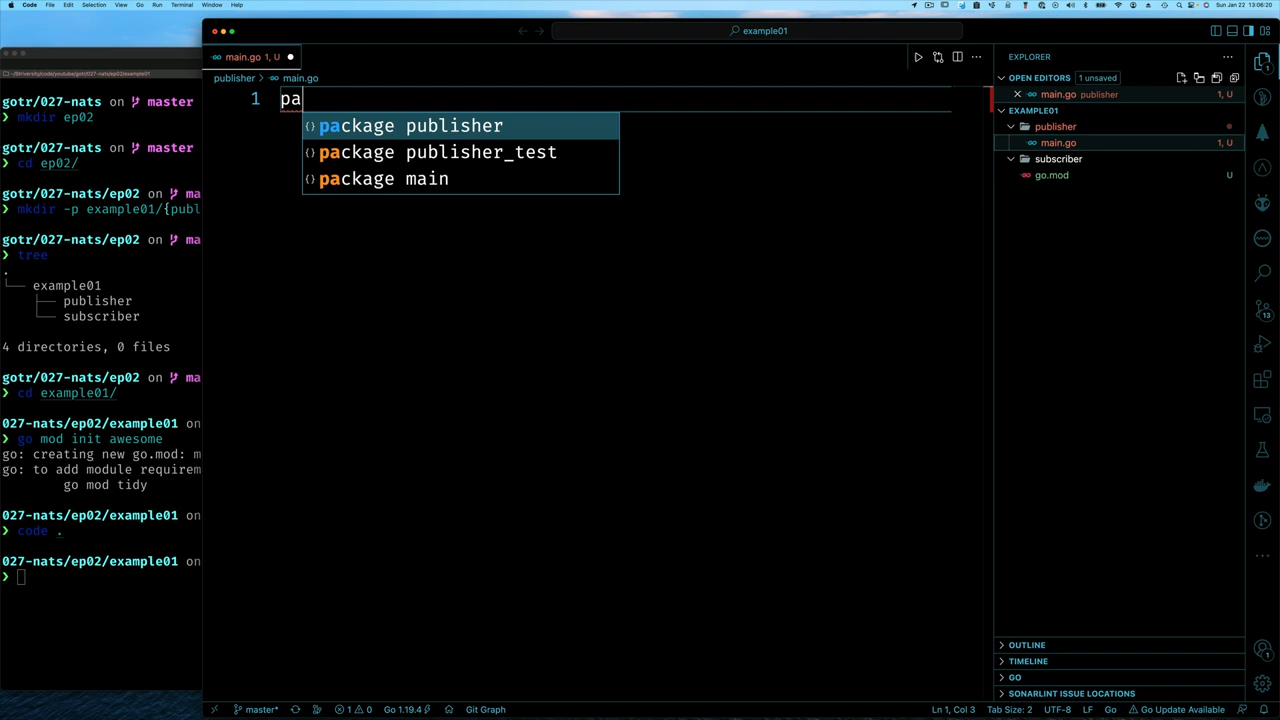 Code File Edit Selection View Go Run Terminal Window Help
Sun Jan 22 13:06:20
example01
main.go 1, U
publisher > main.go
1 pa
package publisher
package publisher_test
package main
gotr/027-nats on master
❯ mkdir ep02
gotr/027-nats on master
❯ cd ep02/
gotr/027-nats/ep02 on ma
❯ mkdir -p example01/{publ
gotr/027-nats/ep02 on ma
❯ tree
.
└── example01
├── publisher
└── subscriber
4 directories, 0 files
gotr/027-nats/ep02 on ma
❯ cd example01/
027-nats/ep02/example01 on
❯ go mod init awesome
go: creating new go.mod: m
go: to add module requirem
go mod tidy
027-nats/ep02/example01 on
❯ code .
027-nats/ep02/example01 on
❯
EXPLORER
OPEN EDITORS 1 unsaved
main.go publisher 1, U
EXAMPLE01
publisher
main.go 1, U
subscriber
go.mod U
1
13
OUTLINE
TIMELINE
GO
SONARLINT ISSUE LOCATIONS
1
master* 1 0 Go 1.19.4 Git Graph
Ln 1, Col 3 Tab Size: 2 UTF-8 LF Go Go Update Available